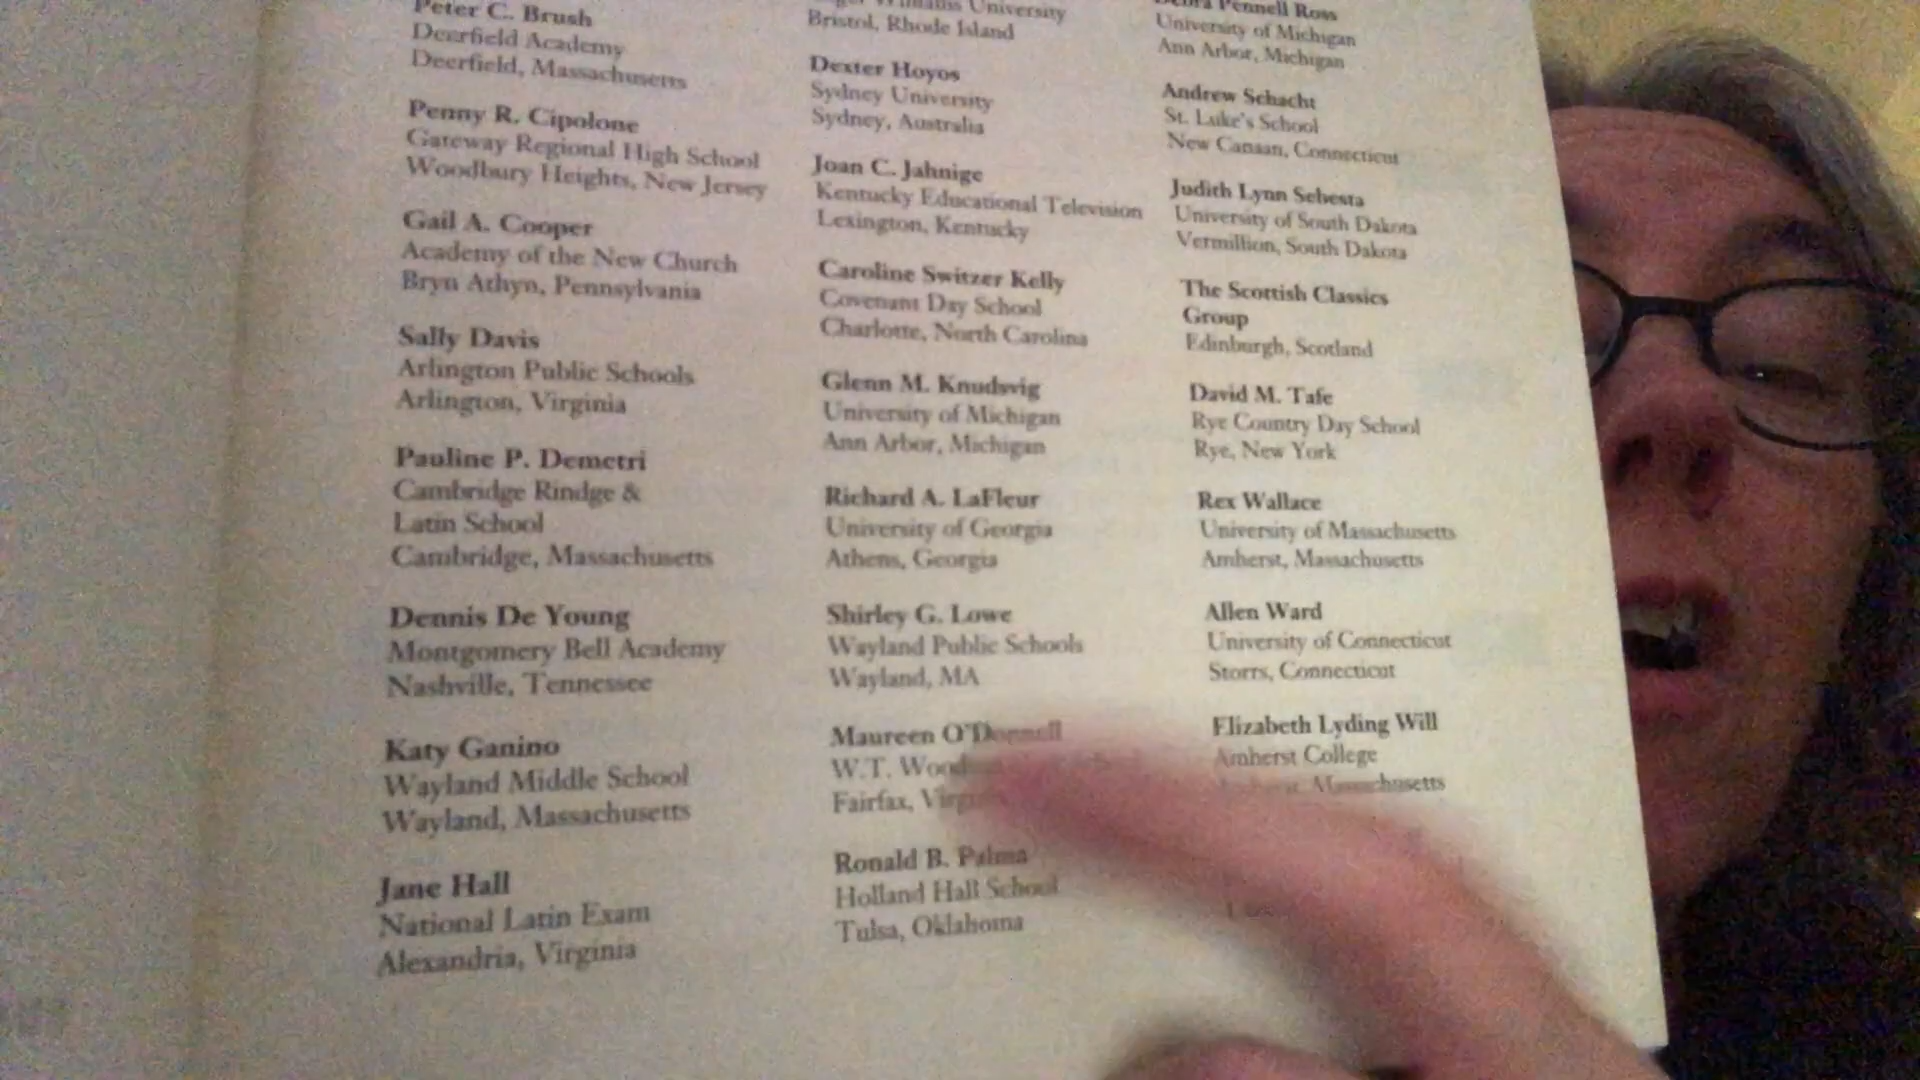 Peter C. Brush
Deerfield Academy
Deerfield, Massachusetts
Penny R. Cipolone
Gateway Regional High School
Woodbury Heights, New Jersey
Gail A. Cooper
Academy of the New Church
Bryn Athyn, Pennsylvania
Sally Davis
Arlington Public Schools
Arlington, Virginia
Pauline P. Demetri
Cambridge Rindge &
Latin School
Cambridge, Massachusetts
Dennis De Young
Montgomery Bell Academy
Nashville, Tennessee
Katy Ganino
Wayland Middle School
Wayland, Massachusetts
Jane Hall
National Latin Exam
Alexandria, Virginia
Williams University
Bristol, Rhode Island
Dexter Hoyos
Sydney University
Sydney, Australia
Joan C. Jahnige
Kentucky Educational Television
Lexington, Kentucky
Caroline Switzer Kelly
Covenant Day School
Charlotte, North Carolina
Glenn M. Knudsvig
University of Michigan
Ann Arbor, Michigan
Richard A. LaFleur
University of Georgia
Athens, Georgia
Shirley G. Lowe
Wayland Public Schools
Wayland, MA
Maureen O'Donnell
W.T.
Fairfax,
Ronald B. Palma
Holland Hall School
Tulsa, Oklahoma
Pennell Ross
University of Michigan
Ann Arbor, Michigan
Andrew Schacht
St. Luke's School
New Canaan, Connecticut
Judith Lynn Sebesta
University of South Dakota
Vermillion, South Dakota
The Scottish Classics
Group
Edinburgh, Scotland
David M. Tafe
Rye Country Day School
Rye, New York
Rex Wallace
University of Massachusetts
Amherst, Massachusetts
Allen Ward
University of Connecticut
Storrs, Connecticut
Elizabeth Lyding Will
Amherst College
Massachusetts